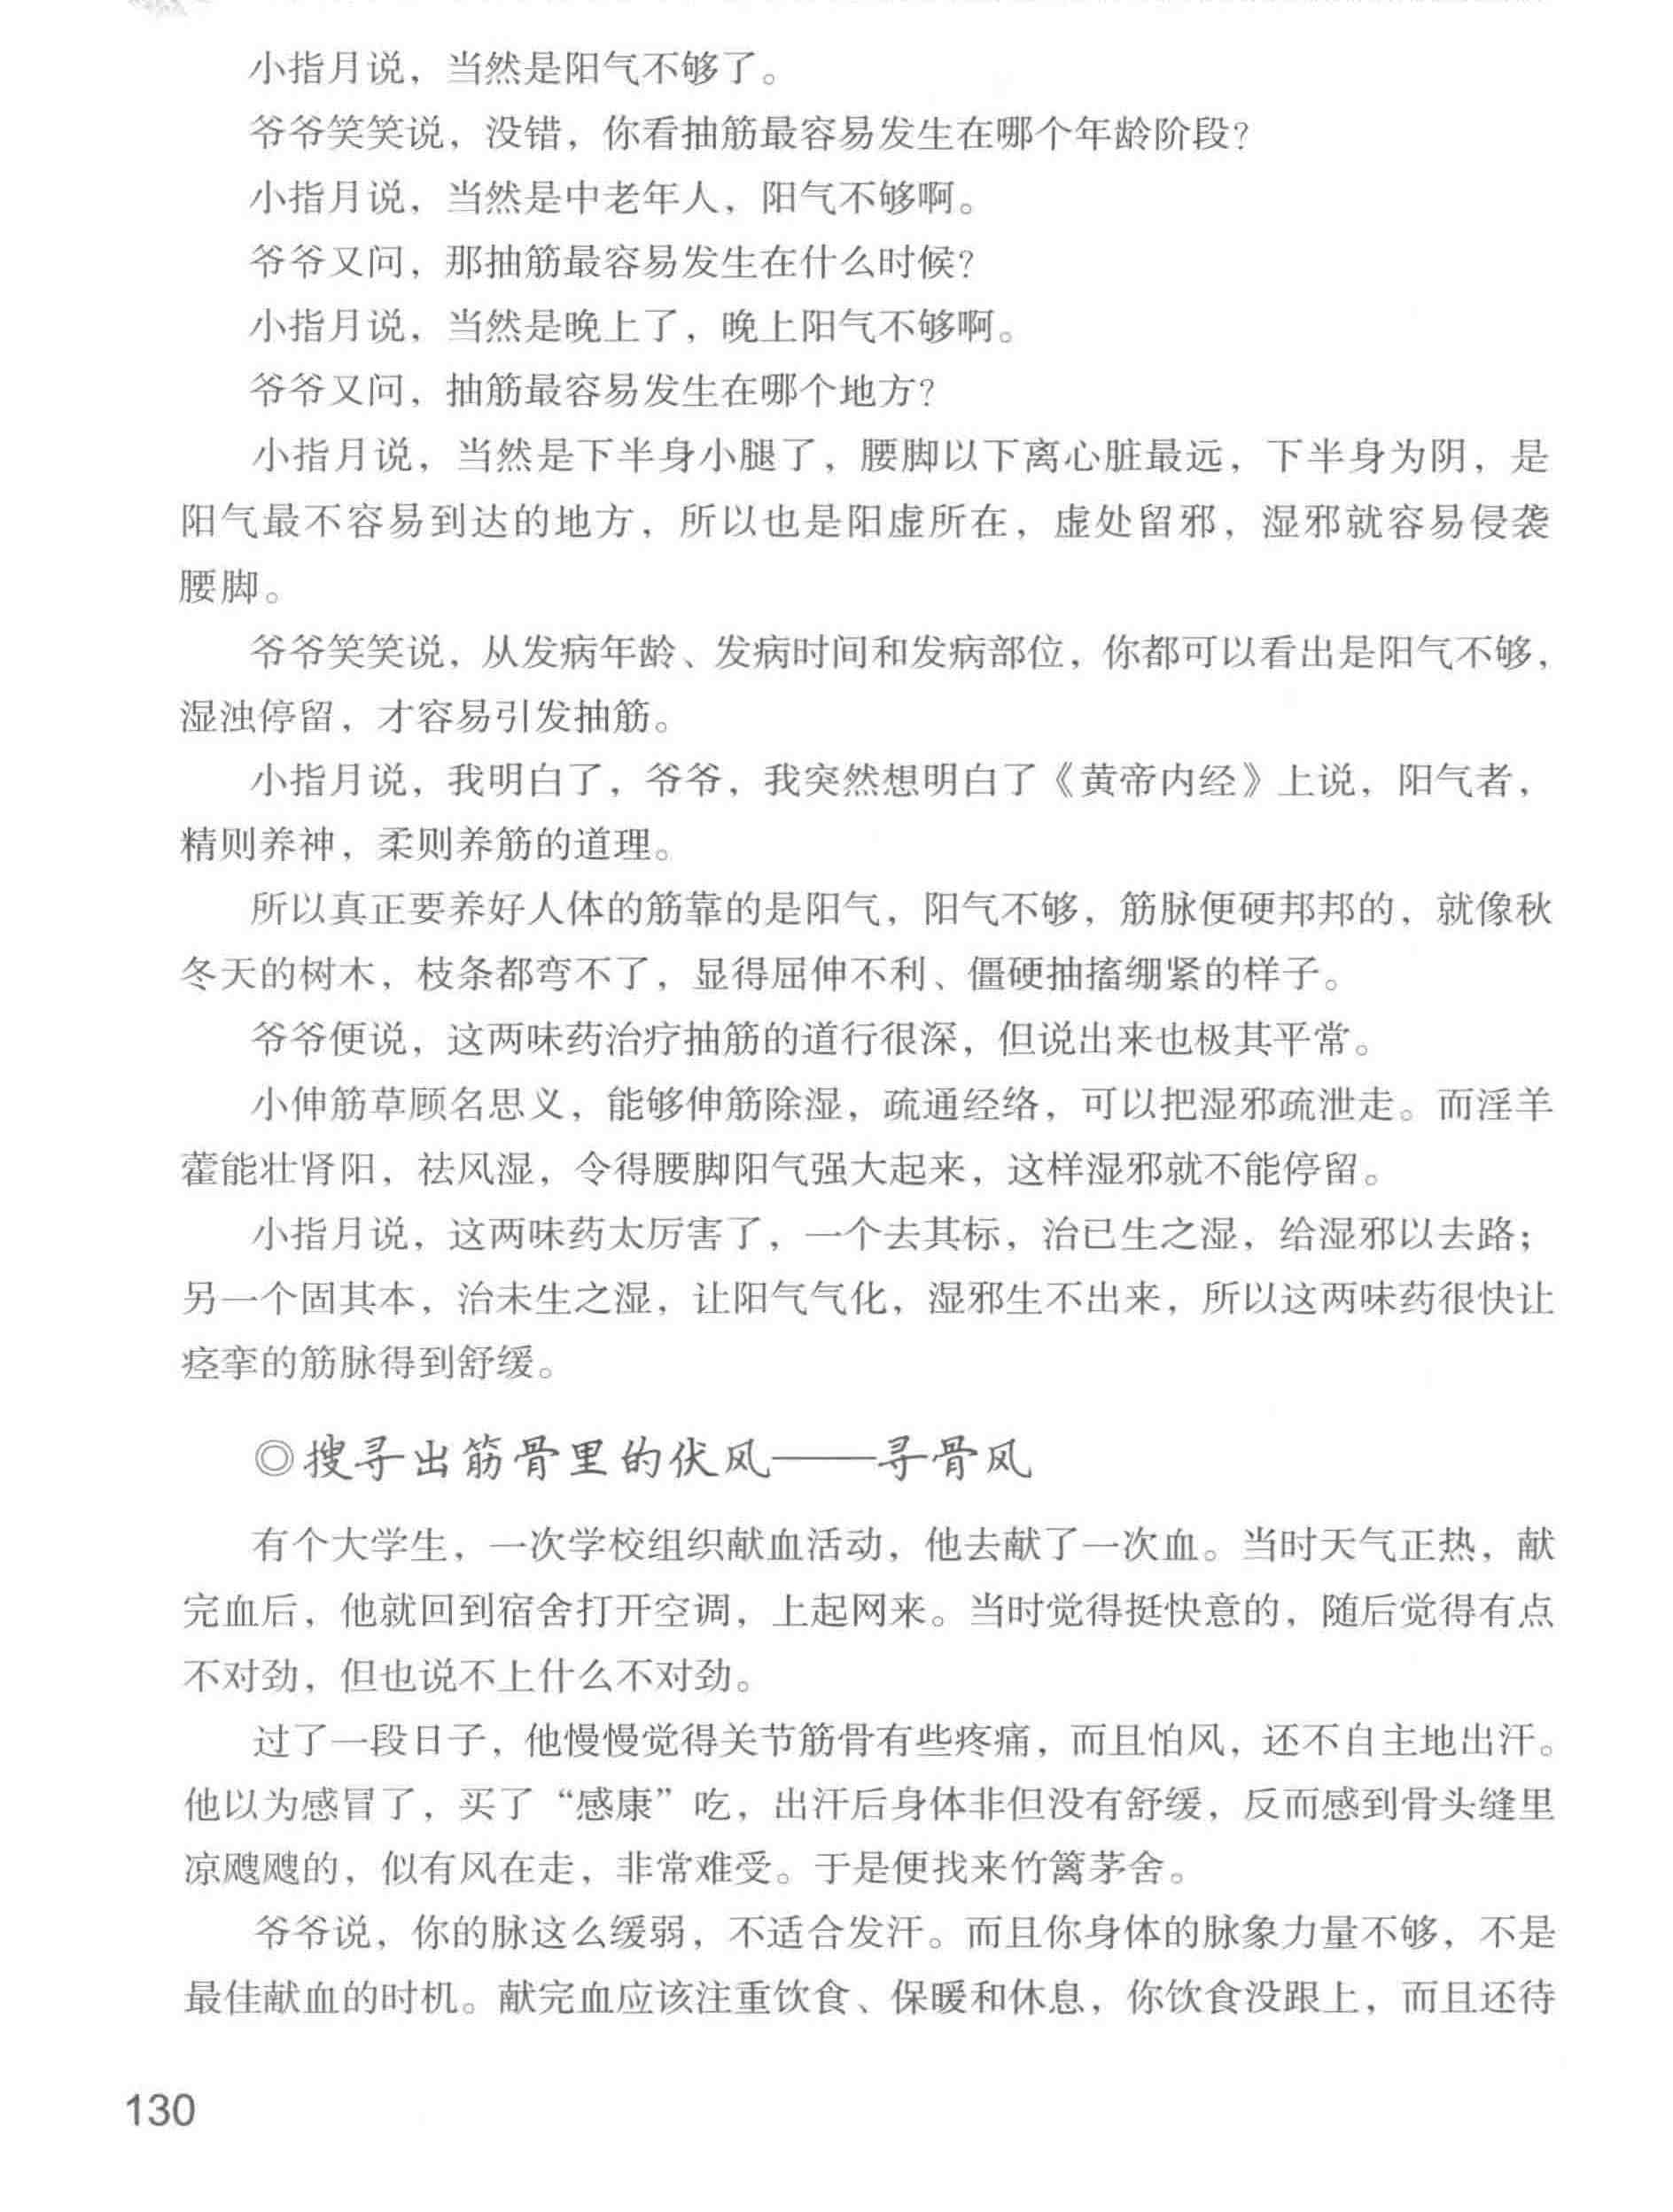 小指月说，当然是阳气不够了。
爷爷笑笑说，没错，你看抽筋最容易发生在哪个年龄阶段？
小指月说，当然是中老年人，阳气不够啊。
爷爷又问，那抽筋最容易发生在什么时候？
小指月说，当然是晚上了，晚上阳气不够啊。
爷爷又问，抽筋最容易发生在哪个地方？
小指月说，当然是下半身小腿了，腰脚以下离心脏最远，下半身为阴，是
阳气最不容易到达的地方，所以也是阳虚所在，虚处留邪，湿邪就容易侵袭
腰脚。
爷爷笑笑说，从发病年龄、发病时间和发病部位，你都可以看出是阳气不够，
湿浊停留，才容易引发抽筋。
小指月说，我明白了，爷爷，我突然想明白了《黄帝内经》上说，阳气者，
精则养神，柔则养筋的道理。
所以真正要养好人体的筋靠的是阳气，阳气不够，筋脉便硬邦邦的，就像秋
冬天的树木，枝条都弯不了，显得屈伸不利、僵硬抽搐绷紧的样子。
爷爷便说，这两味药治疗抽筋的道行很深，但说出来也极其平常。
小伸筋草顾名思义，能够伸筋除湿，疏通经络，可以把湿邪疏泄走。而淫羊
藿能壮肾阳，祛风湿，令得腰脚阳气强大起来，这样湿邪就不能停留。
小指月说，这两味药太厉害了，一个去其标，治已生之湿，给湿邪以去路；
另一个固其本，治未生之湿，让阳气气化，湿邪生不出来，所以这两味药很快让
痉挛的筋脉得到舒缓。
◎搜寻出筋骨里的伏风——寻骨风
有个大学生，一次学校组织献血活动，他去献了一次血。当时天气正热，献
完血后，他就回到宿舍打开空调，上起网来。当时觉得挺快意的，随后觉得有点
不对劲，但也说不上什么不对劲。
过了一段日子，他慢慢觉得关节筋骨有些疼痛，而且怕风，还不自主地出汗。
他以为感冒了，买了“感康”吃，出汗后身体非但没有舒缓，反而感到骨头缝里
凉飕飕的，似有风在走，非常难受。于是便找来竹篱茅舍。
爷爷说，你的脉这么缓弱，不适合发汗。而且你身体的脉象力量不够，不是
最佳献血的时机。献完血应该注重饮食、保暖和休息，你饮食没跟上，而且还待
130